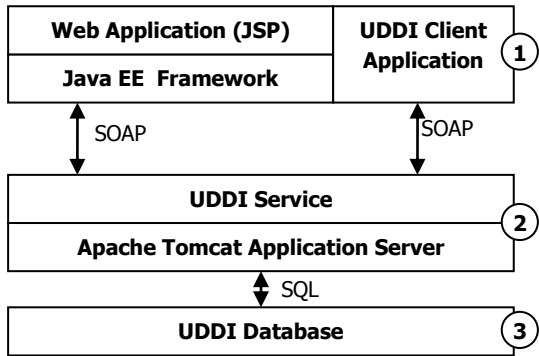 Web Application (JSP)
Java EE Framework
UDDI Client
Application
1
SOAP
SOAP
UDDI Service
Apache Tomcat Application Server
2
SQL
UDDI Database
3